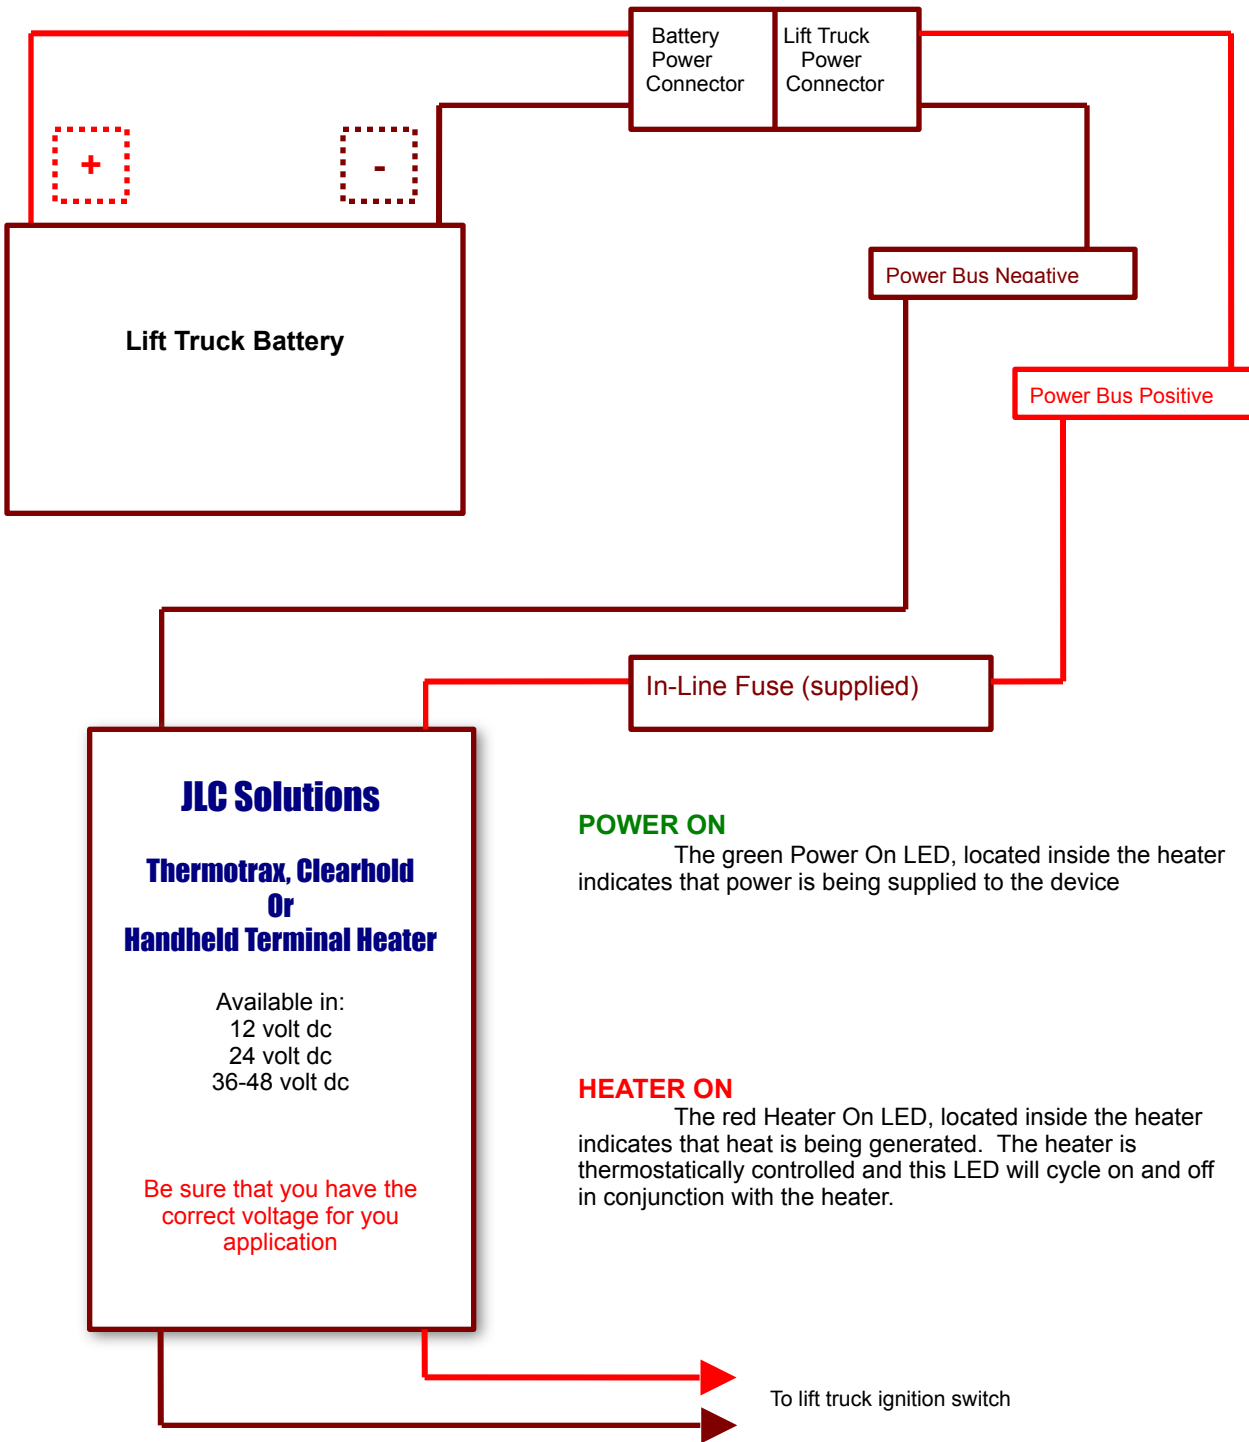 Battery
Power
Connector
Lift Truck
Power
Connector
+
-
Power Bus Negative
Lift Truck Battery
Power Bus Positive
In-Line Fuse (supplied)
JLC Solutions
Thermotrax, Clearhold
Or
Handheld Terminal Heater
Available in:
12 volt dc
24 volt dc
36-48 volt dc
Be sure that you have the
correct voltage for you
application
POWER ON
The green Power On LED, located inside the heater
indicates that power is being supplied to the device
HEATER ON
The red Heater On LED, located inside the heater
indicates that heat is being generated.  The heater is
thermostatically controlled and this LED will cycle on and off
in conjunction with the heater.
To lift truck ignition switch